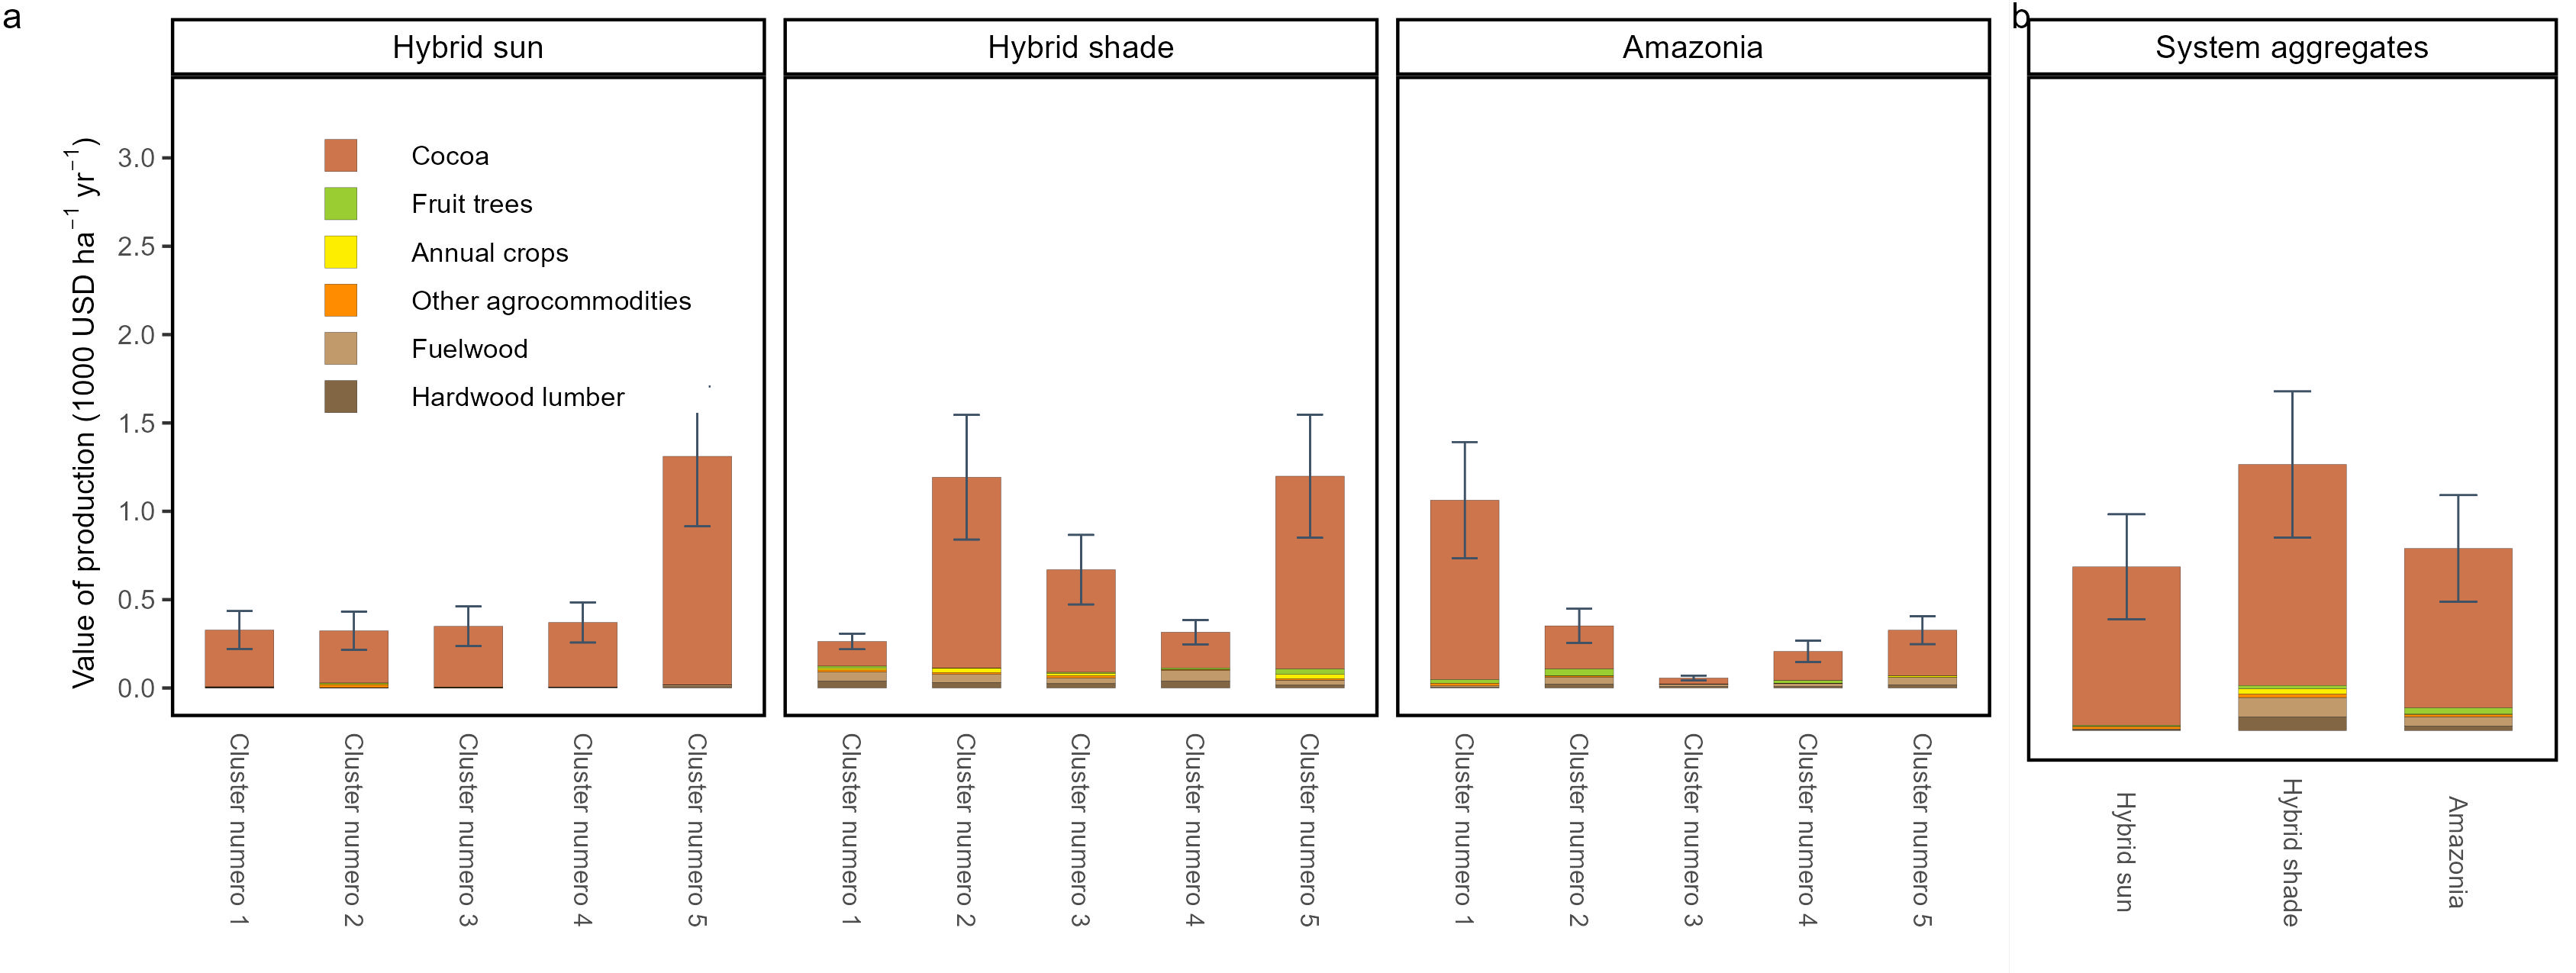 a
b
Hybrid sun
Hybrid shade
Amazonia
System aggregates
Value of production (1000 USD ha⁻¹ yr⁻¹)
3.0
2.5
2.0
1.5
1.0
0.5
0.0
Cocoa
Fruit trees
Annual crops
Other agrocommodities
Fuelwood
Hardwood lumber
Cluster numero 1
Cluster numero 2
Cluster numero 3
Cluster numero 4
Cluster numero 5
Cluster numero 1
Cluster numero 2
Cluster numero 3
Cluster numero 4
Cluster numero 5
Cluster numero 1
Cluster numero 2
Cluster numero 3
Cluster numero 4
Cluster numero 5
Hybrid sun
Hybrid shade
Amazonia